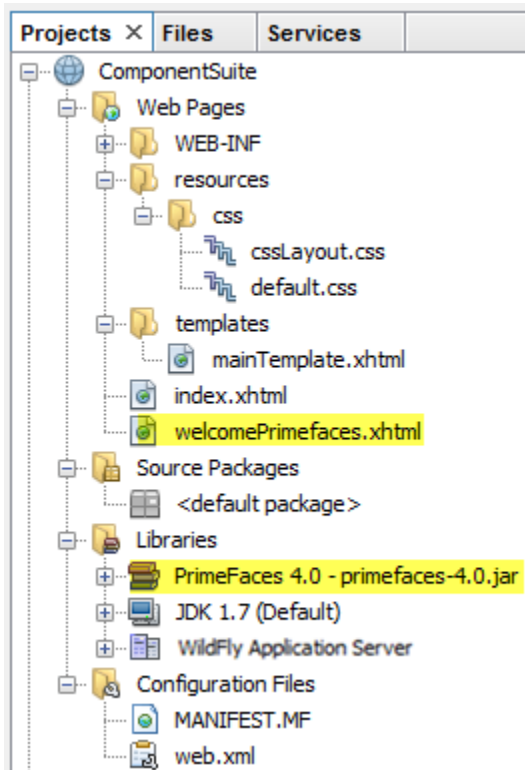 Projects × Files Services
ComponentSuite
Web Pages
WEB-INF
resources
css
cssLayout.css
default.css
templates
mainTemplate.xhtml
index.xhtml
welcomePrimefaces.xhtml
Source Packages
<default package>
Libraries
PrimeFaces 4.0 - primefaces-4.0.jar
JDK 1.7 (Default)
WildFly Application Server
Configuration Files
MANIFEST.MF
web.xml